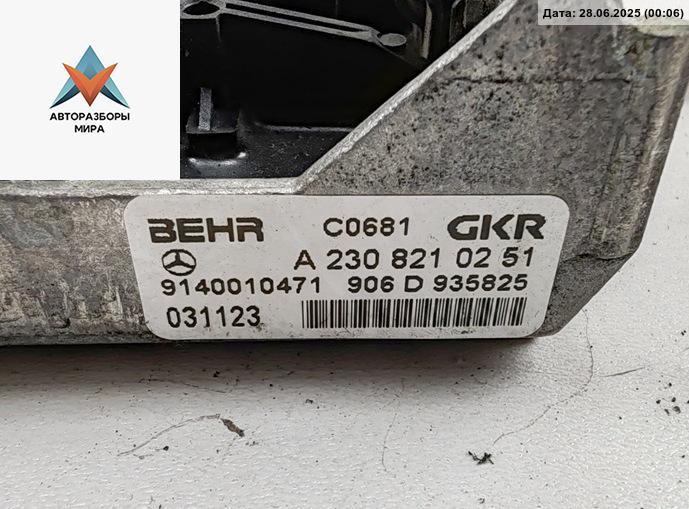 Дата: 28.06.2025 (00:06)
АВТОРАЗБОРЫ
МИРА
BEHR C0681 GKR
A 230 821 02 51
9140010471 906 D 935825
031123